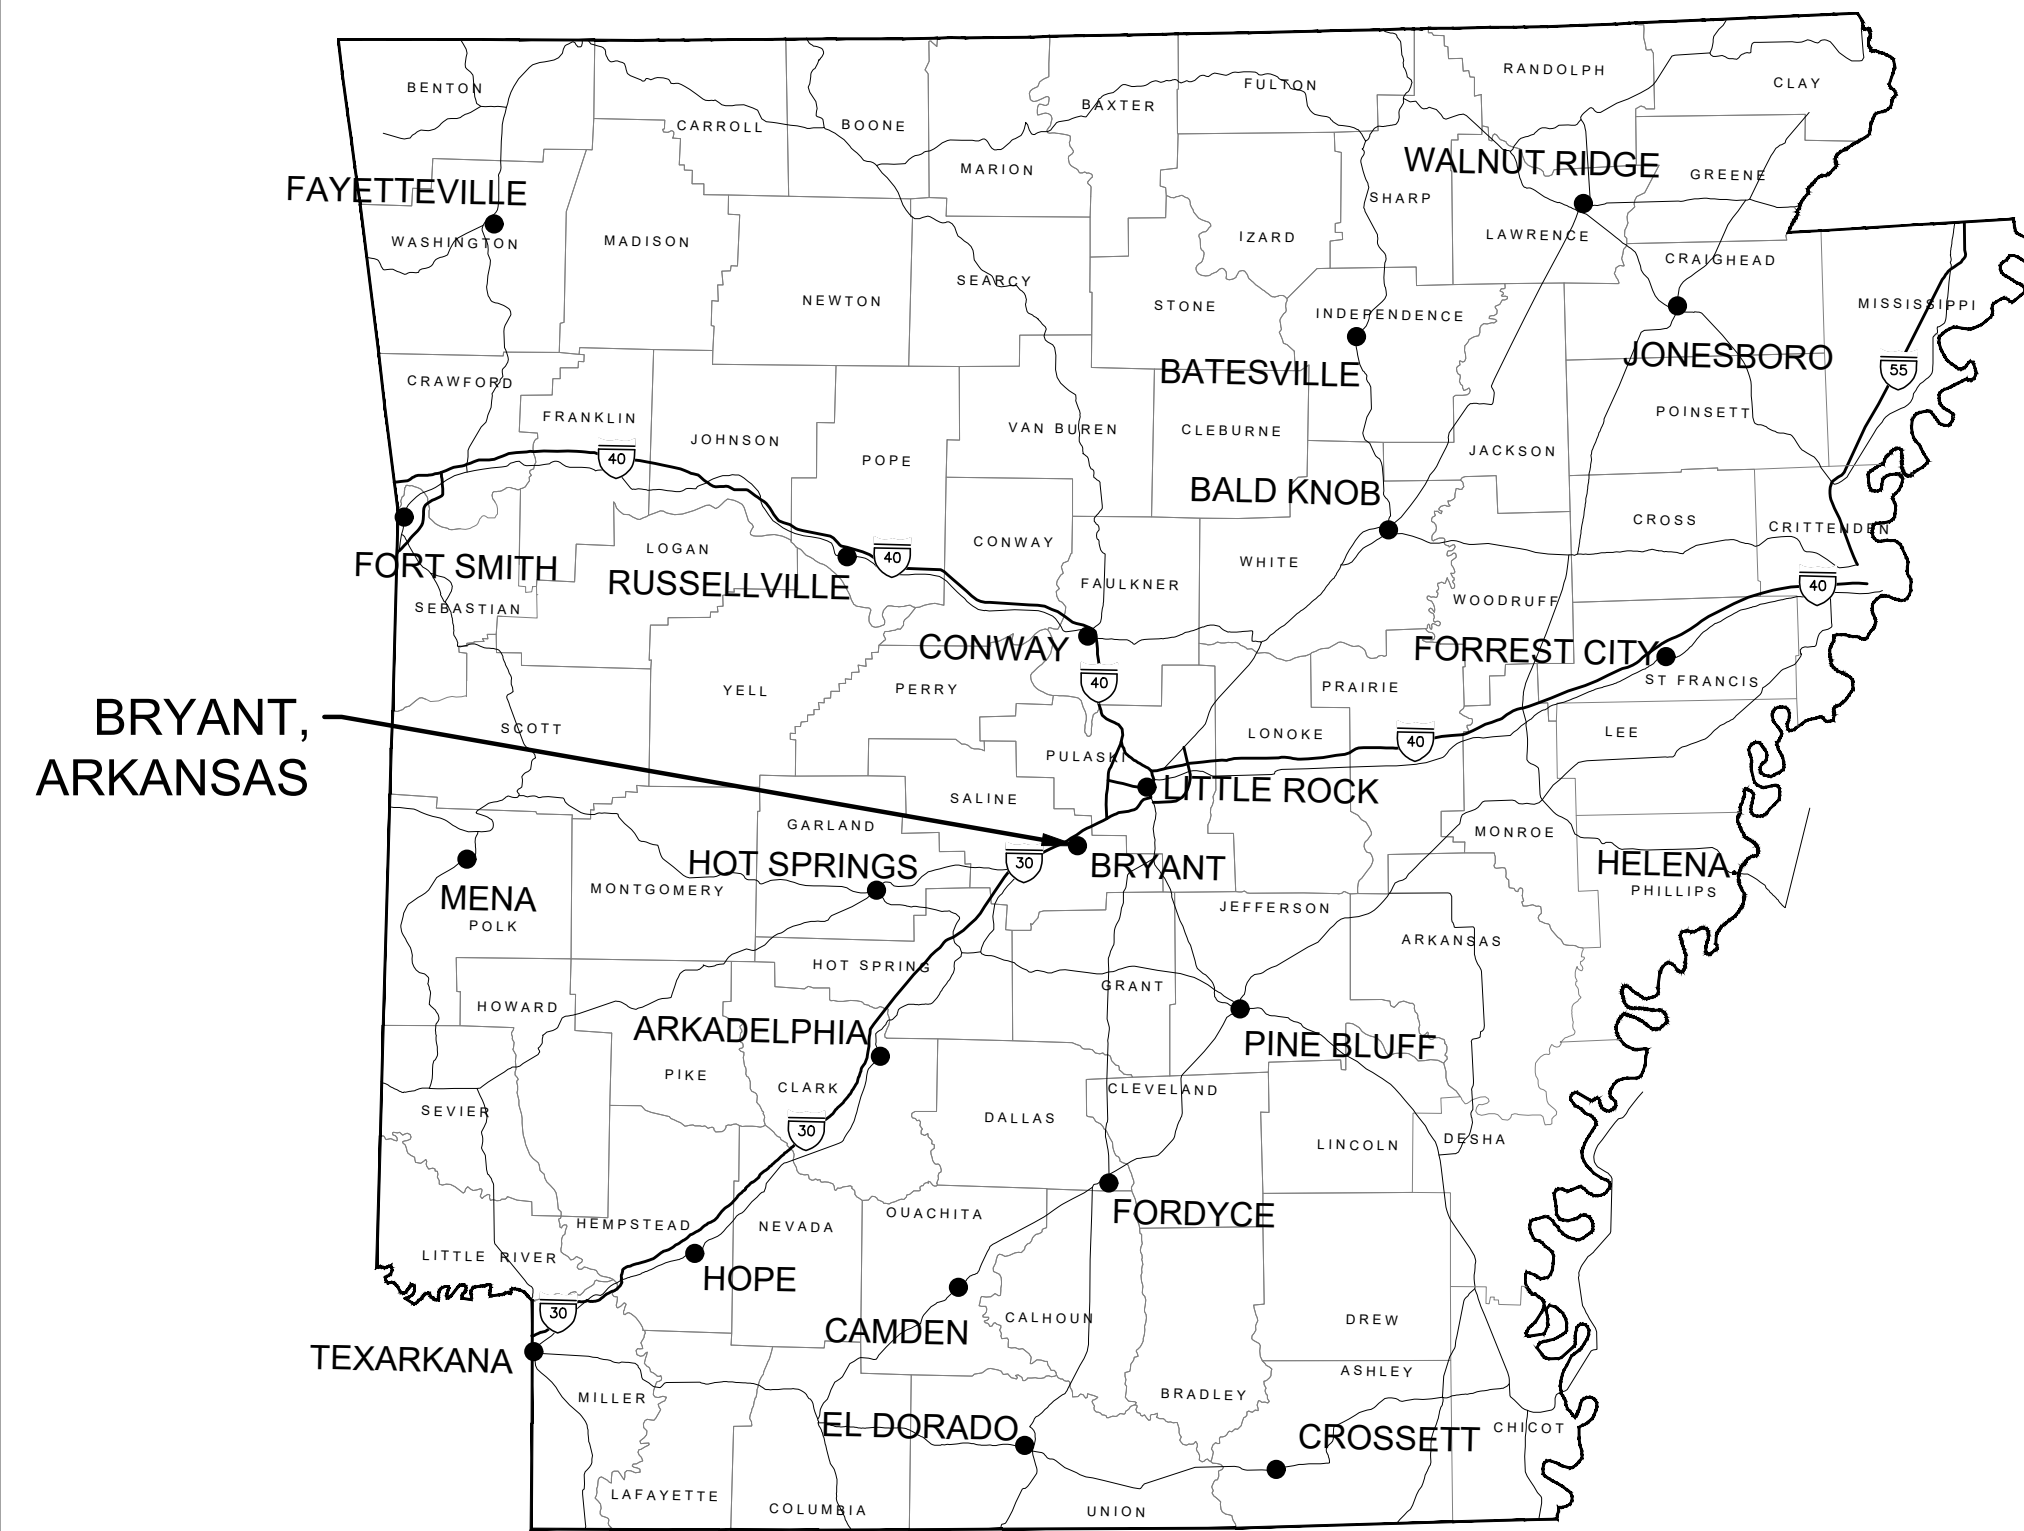 RANDOLPH
CLAY
BENTON
FULTON
BAXTER
CARROLL
BOONE
WALNUT RIDGE
MARION
GREENE
FAYETTEVILLE
SHARP
WASHINGTON
MADISON
IZARD
LAWRENCE
CRAIGHEAD
SEARCY
NEWTON
STONE
INDEPENDENCE
MISSISSIPPI
JONESBORO
BATESVILLE
55
CRAWFORD
FRANKLIN
JOHNSON
VAN BUREN
CLEBURNE
POINSETT
40
POPE
JACKSON
BALD KNOB
CROSS
CRITTENDEN
LOGAN
CONWAY
40
WHITE
FORT SMITH
RUSSELLVILLE
FAULKNER
40
SEBASTIAN
WOODRUFF
CONWAY
FORREST CITY
40
PRAIRIE
ST FRANCIS
YELL
PERRY
BRYANT,
ARKANSAS
SCOTT
PULASKI
LONOKE
40
LEE
LITTLE ROCK
SALINE
GARLAND
MONROE
HOT SPRINGS
30
BRYANT
HELENA
MENA
MONTGOMERY
PHILLIPS
POLK
JEFFERSON
ARKANSAS
HOT SPRING
GRANT
HOWARD
ARKADELPHIA
PINE BLUFF
PIKE
CLARK
CLEVELAND
SEVIER
DALLAS
30
LINCOLN
DESHA
HEMPSTEAD
NEVADA
OUACHITA
FORDYCE
LITTLE RIVER
HOPE
30
CALHOUN
DREW
CAMDEN
TEXARKANA
ASHLEY
MILLER
BRADLEY
EL DORADO
CROSSETT
CHICOT
LAFAYETTE
COLUMBIA
UNION